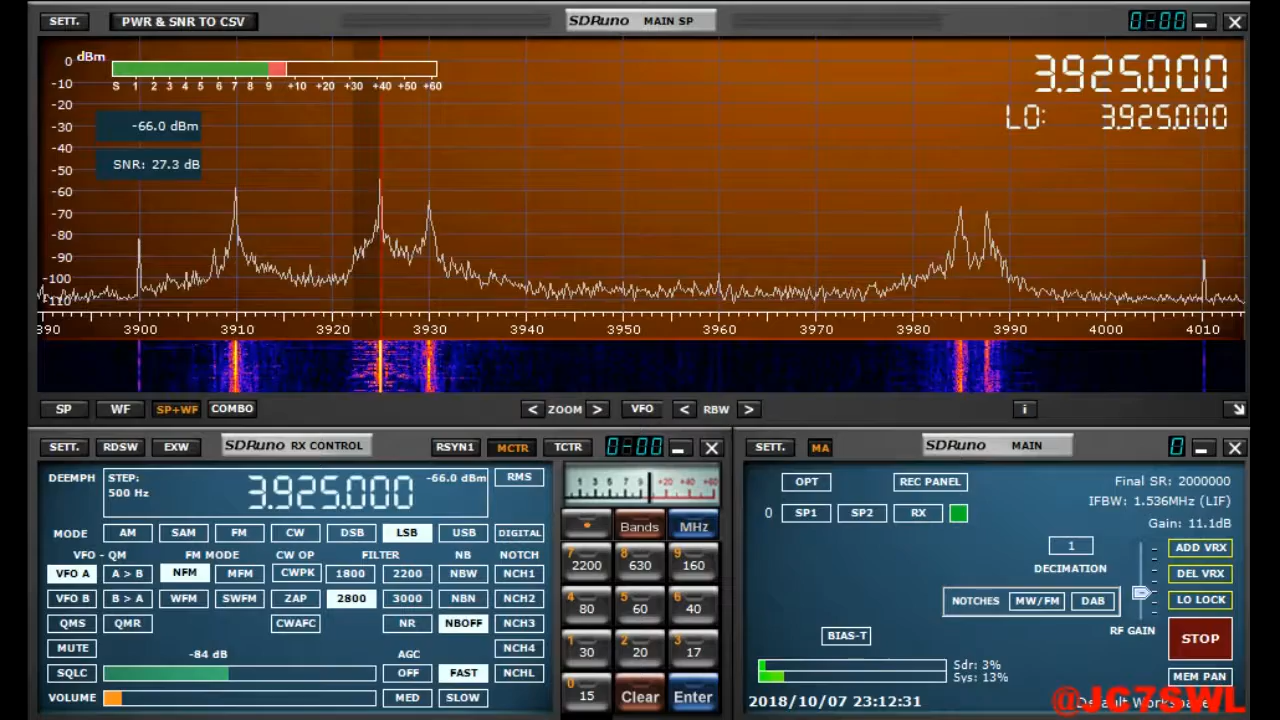 SETT.
PWR & SNR TO CSV
SDRuno MAIN SP
0-00
dBm
0
-10
-20
-30
-40
-50
-60
-70
-80
-90
-100
-110
S 1 2 3 4 5 6 7 8 9 +10 +20 +30 +40 +50 +60
-66.0 dBm
SNR: 27.3 dB
3.925.000
LO: 3.925.000
390 3900 3910 3920 3930 3940 3950 3960 3970 3980 3990 4000 4010
SP WF SP+WF COMBO < ZOOM > VFO < RBW > i
SETT. RDSW EXW SDRuno RX CONTROL RSYN1 MCTR TCTR 0-00
DEEMPH STEP: 500 Hz 3.925.000 -66.0 dBm RMS
MODE AM SAM FM CW DSB LSB USB DIGITAL
VFO - QM FM MODE CW OP FILTER NB NOTCH
VFO A A > B NFM MFM CWPK 1800 2200 NBW NCH1
VFO B B > A WFM SWFM ZAP 2800 3000 NBN NCH2
QMS QMR CWAFC NR NBOFF NCH3
MUTE -84 dB AGC NCH4
SQLC OFF FAST NCHL
VOLUME MED SLOW
1 3 5 7 9 +20 +40 +60
Bands MHz
7 2200 8 630 9 160
4 80 5 60 6 40
1 30 2 20 3 17
0 15 Clear Enter
SETT. MA SDRuno MAIN 0
OPT REC PANEL Final SR: 2000000
IFBW: 1.536MHz (LIF)
0 SP1 SP2 RX
Gain: 11.1dB
1 ADD VRX
DECIMATION DEL VRX
NOTCHES MW/FM DAB LO LOCK
RF GAIN
BIAS-T STOP
Sdr: 3%
Sys: 13%
MEM PAN
2018/10/07 23:12:31 Default Workspace
@JG7SWL